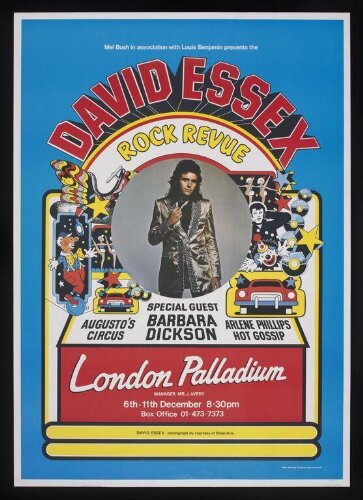 Mel Bush in association with Louis Benjamin presents the
DAVID ESSEX
ROCK REVUE
AUGUSTO'S
CIRCUS
SPECIAL GUEST
BARBARA
DICKSON
ARLENE PHILLIPS
HOT GOSSIP
London Palladium
MANAGER: MR. J. AVERY
6th-11th December 8-30pm
Box Office 01-473-7373
DAVID ESSEX photograph by courtesy of Brian Aris